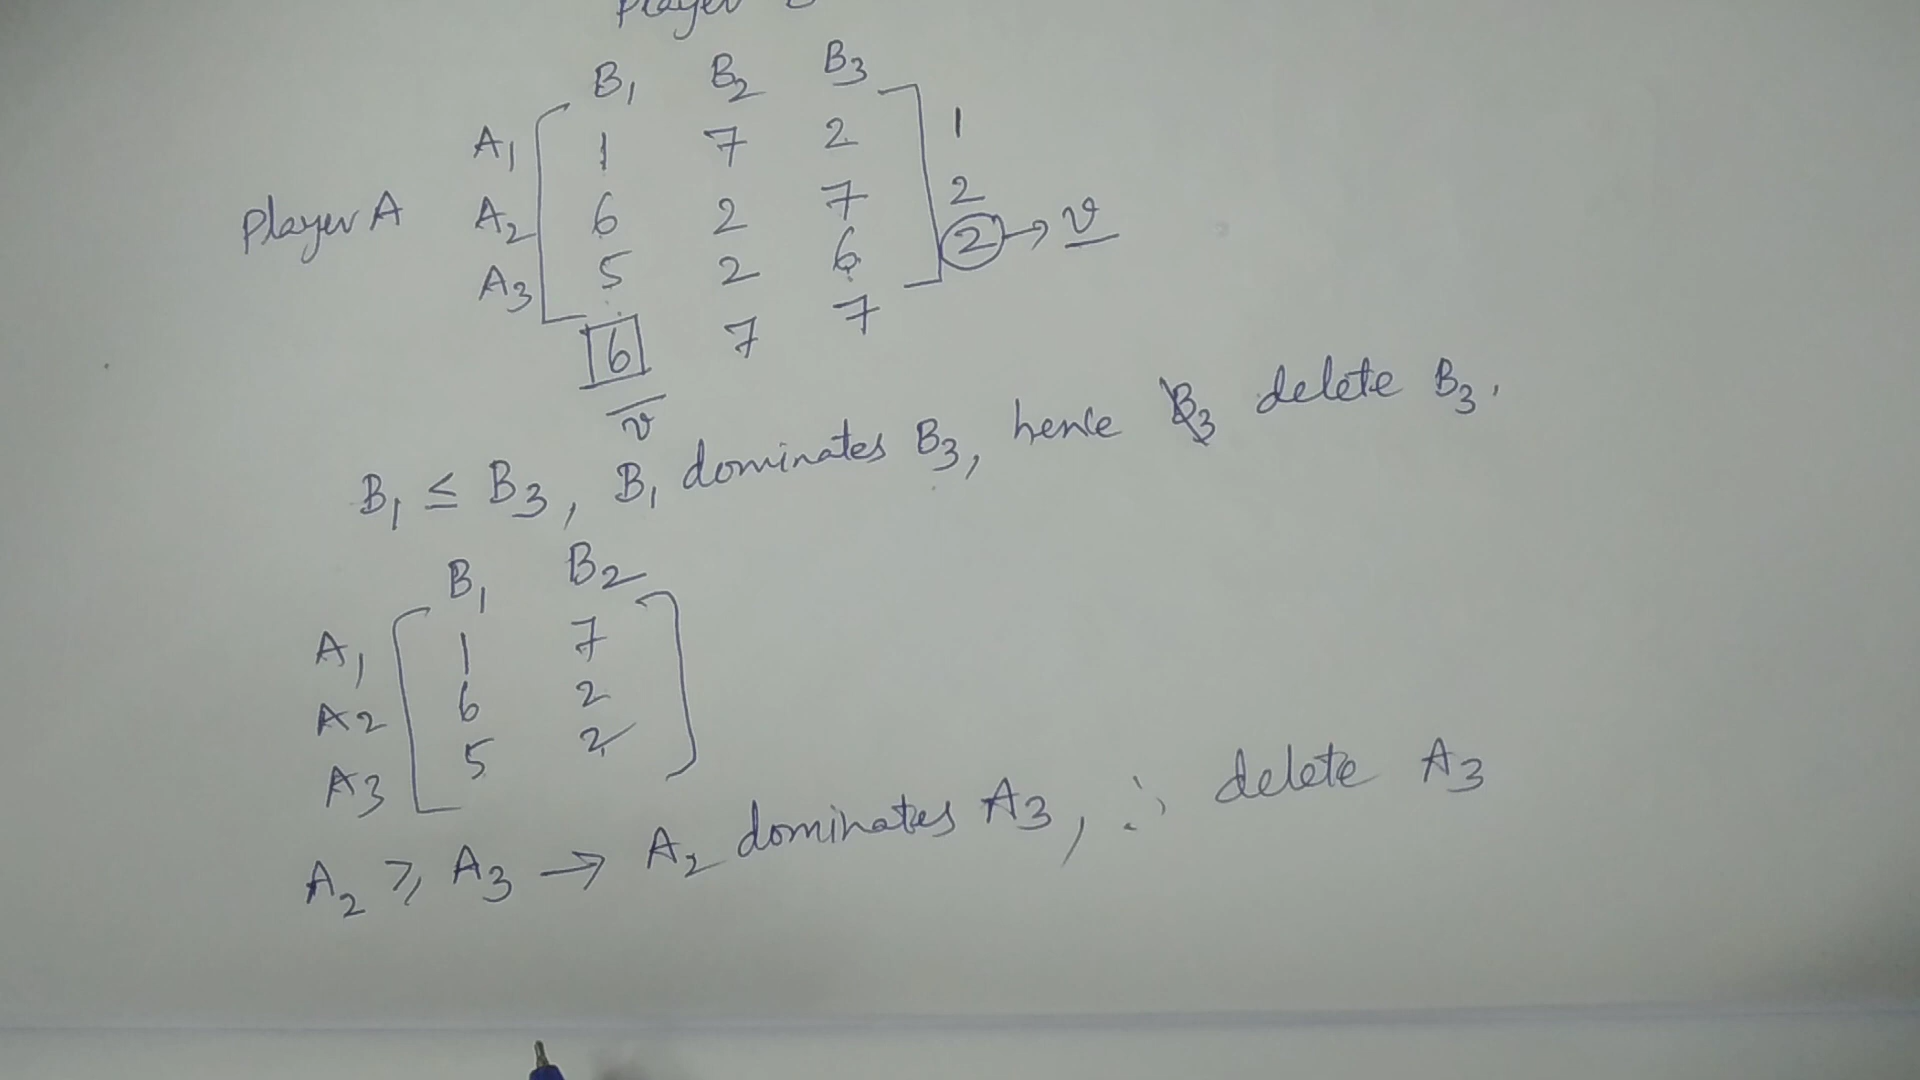 Player B
B₁ B₂ B₃
A₁ 1 7 2 1
Player A A₂ 6 2 7 2
A₃ 5 2 6 2 → v
6 7 7
v
B₁ ≤ B₃, B₁ dominates B₃, hence B₃ delete B₃.
B₁ B₂
A₁ 1 7
A₂ 6 2
A₃ 5 2
A₂ ≥ A₃ → A₂ dominates A₃, ∴ delete A₃